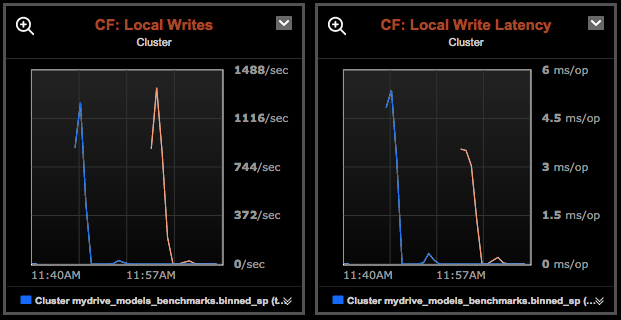 CF: Local Writes
Cluster
1488/sec
1116/sec
744/sec
372/sec
0/sec
11:40AM 11:57AM
Cluster mydrive_models_benchmarks.binned_sp (t...
CF: Local Write Latency
Cluster
6 ms/op
4.5 ms/op
3 ms/op
1.5 ms/op
0 ms/op
11:40AM 11:57AM
Cluster mydrive_models_benchmarks.binned_sp (...